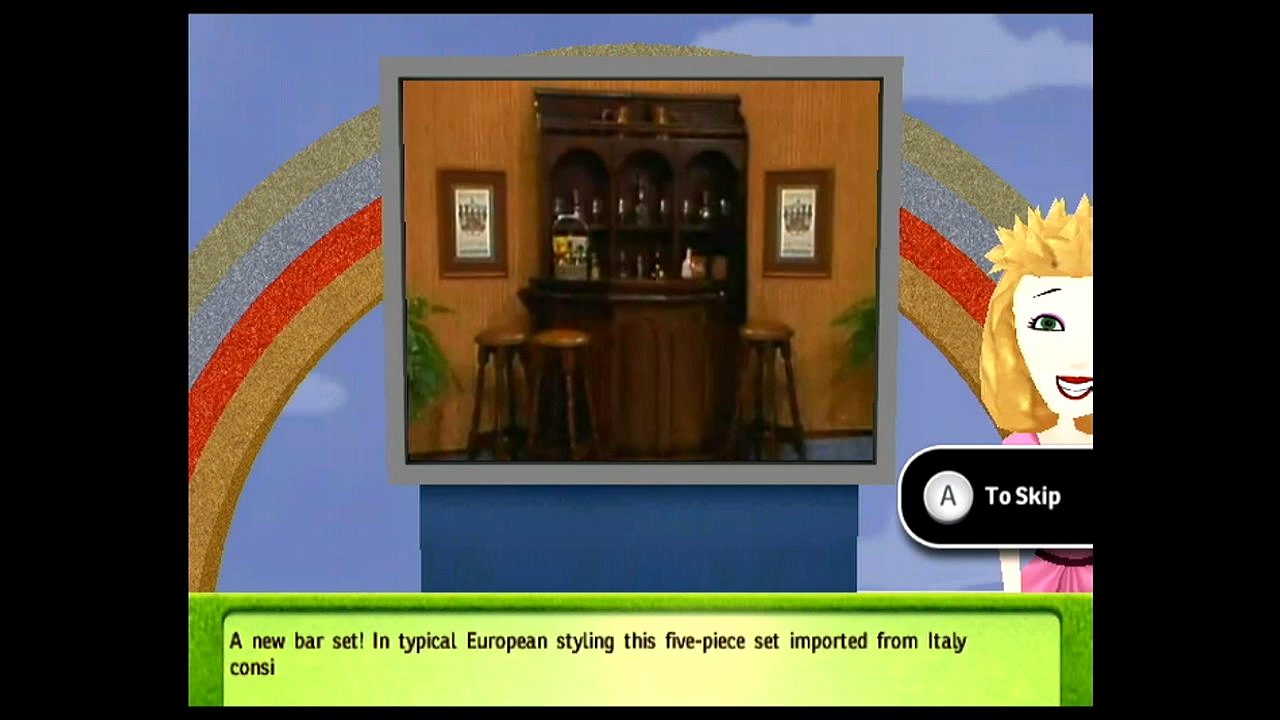 A To Skip
A new bar set! In typical European styling this five-piece set imported from Italy
consi